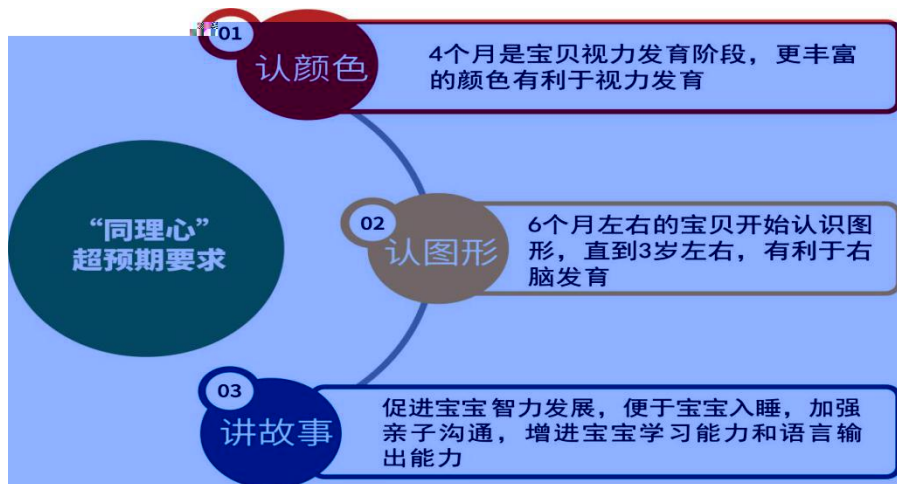 01
认颜色
4个月是宝贝视力发育阶段，更丰富
的颜色有利于视力发育
“同理心”
超预期要求
02
认图形
6个月左右的宝贝开始认识图
形，直到3岁左右，有利于右
脑发育
03
讲故事
促进宝宝智力发展，便于宝宝入睡，加强
亲子沟通，增进宝宝学习能力和语言输
出能力